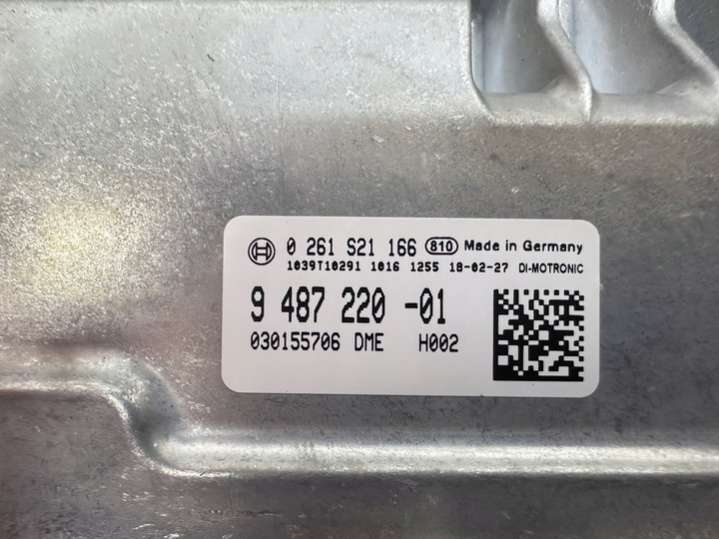 0 261 S21 166 810 Made in Germany
1039T10291 1016 1255 18-02-27 DI-MOTRONIC
9 487 220 -01
030155706 DME H002